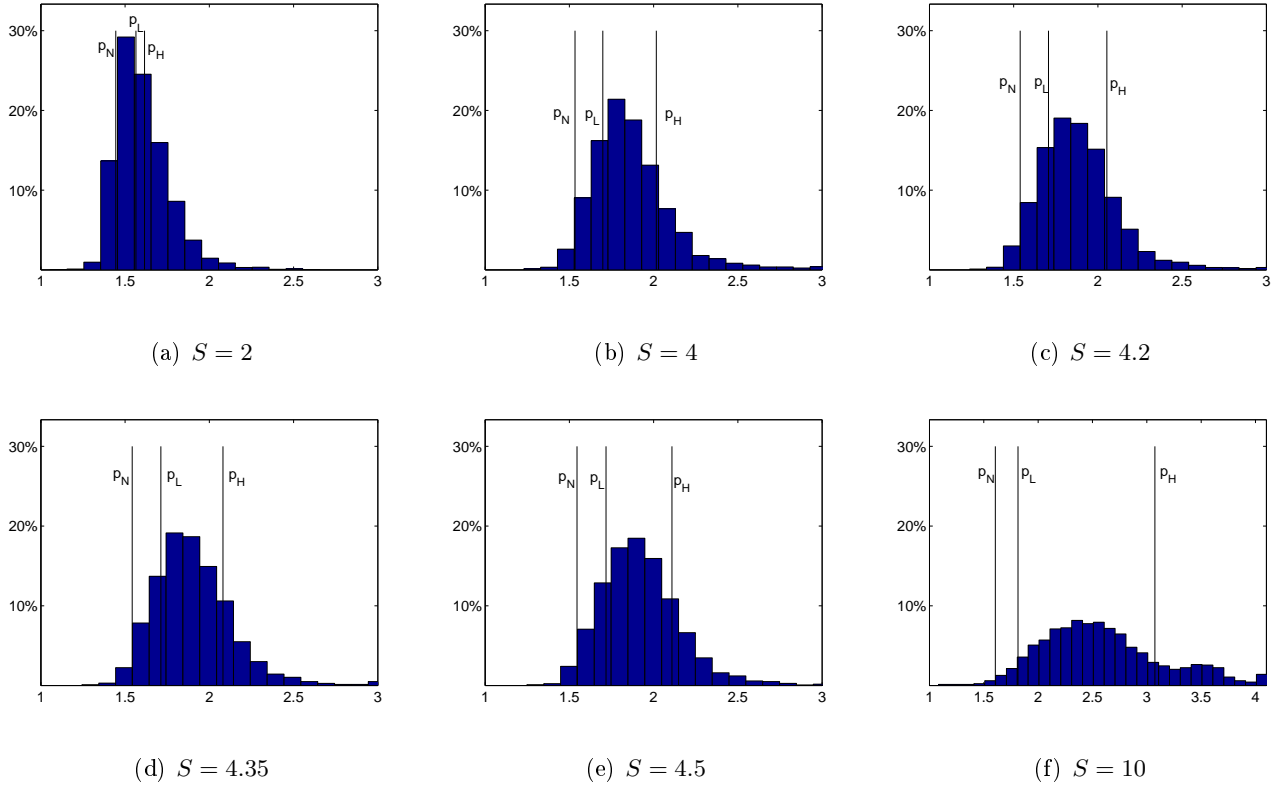 30%
20%
10%
p_N
p_L
p_H
1 1.5 2 2.5 3
(a) S = 2
30%
20%
10%
p_N
p_L
p_H
1 1.5 2 2.5 3
(b) S = 4
30%
20%
10%
p_N
p_L
p_H
1 1.5 2 2.5 3
(c) S = 4.2
30%
20%
10%
p_N
p_L
p_H
1 1.5 2 2.5 3
(d) S = 4.35
30%
20%
10%
p_N
p_L
p_H
1 1.5 2 2.5 3
(e) S = 4.5
30%
20%
10%
p_N
p_L
p_H
1 1.5 2 2.5 3 3.5 4
(f) S = 10